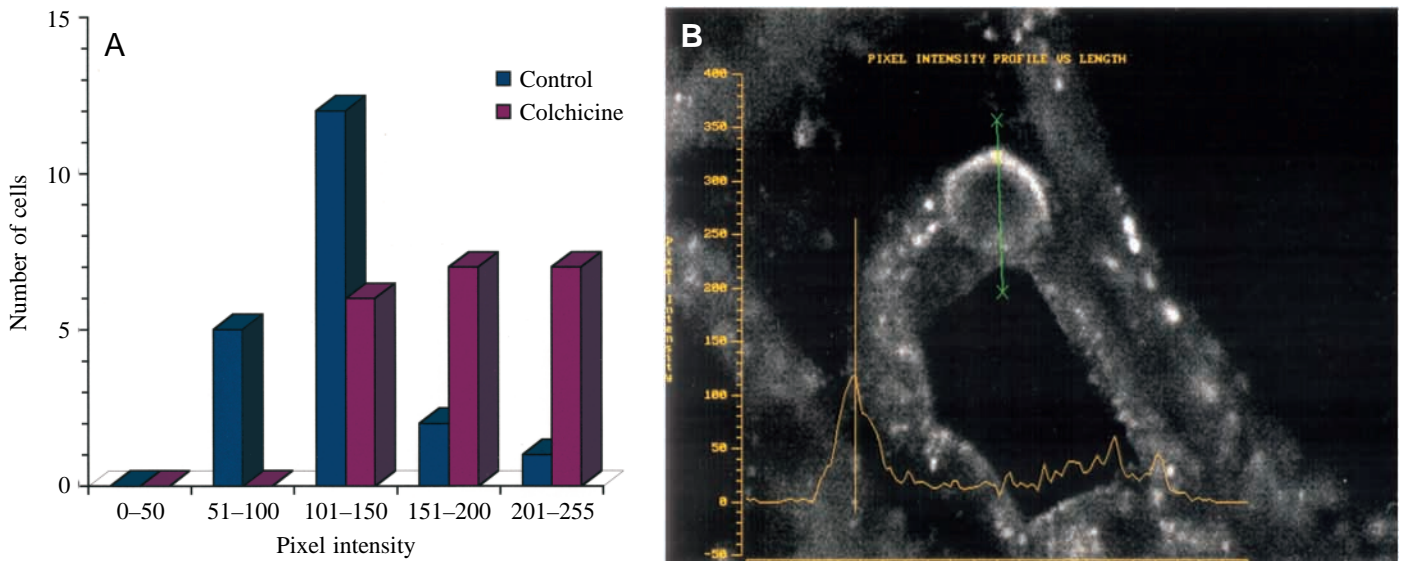 A
Control
Colchicine
Number of cells
15
10
5
0
0–50 51–100 101–150 151–200 201–255
Pixel intensity
B
PIXEL INTENSITY PROFILE VS LENGTH
400
350
300
250
200
150
100
50
0
-50